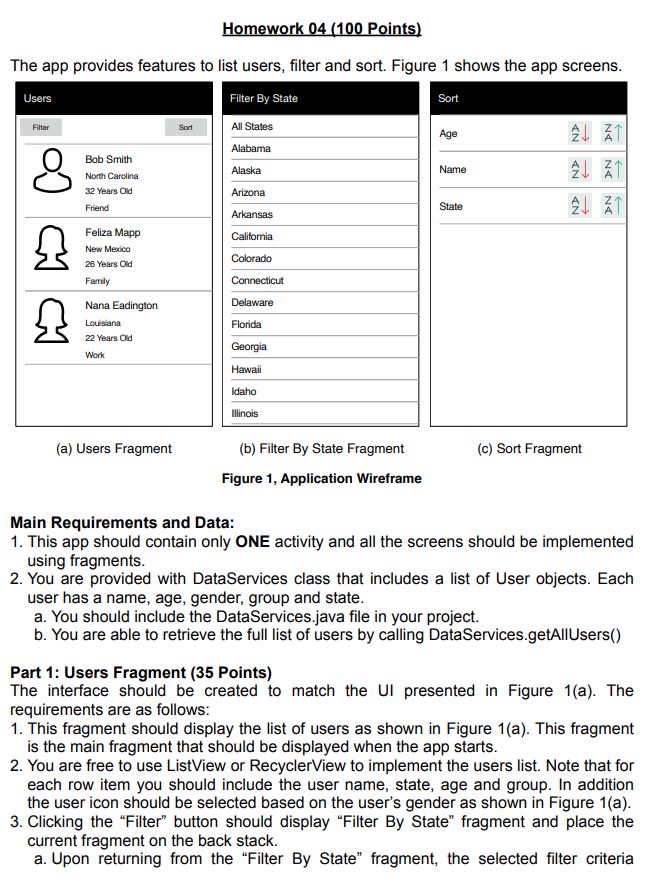 Homework 04 (100 Points)
The app provides features to list users, filter and sort. Figure 1 shows the app screens.
Users
Filter
Sort
Bob Smith
North Carolina
32 Years Old
Friend
Feliza Mapp
New Mexico
26 Years Old
Family
Nana Eadington
Louisiana
22 Years Old
Work
Filter By State
All States
Alabama
Alaska
Arizona
Arkansas
California
Colorado
Connecticut
Delaware
Florida
Georgia
Hawaii
Idaho
Illinois
Sort
Age
A Z
Z A
Name
A Z
Z A
State
A Z
Z A
(a) Users Fragment
(b) Filter By State Fragment
(c) Sort Fragment
Figure 1, Application Wireframe
Main Requirements and Data:
1. This app should contain only ONE activity and all the screens should be implemented
using fragments.
2. You are provided with DataServices class that includes a list of User objects. Each
user has a name, age, gender, group and state.
a. You should include the DataServices.java file in your project.
b. You are able to retrieve the full list of users by calling DataServices.getAllUsers()
Part 1: Users Fragment (35 Points)
The interface should be created to match the UI presented in Figure 1(a). The
requirements are as follows:
1. This fragment should display the list of users as shown in Figure 1(a). This fragment
is the main fragment that should be displayed when the app starts.
2. You are free to use ListView or RecyclerView to implement the users list. Note that for
each row item you should include the user name, state, age and group. In addition
the user icon should be selected based on the user's gender as shown in Figure 1(a).
3. Clicking the “Filter” button should display “Filter By State” fragment and place the
current fragment on the back stack.
a. Upon returning from the “Filter By State” fragment, the selected filter criteria